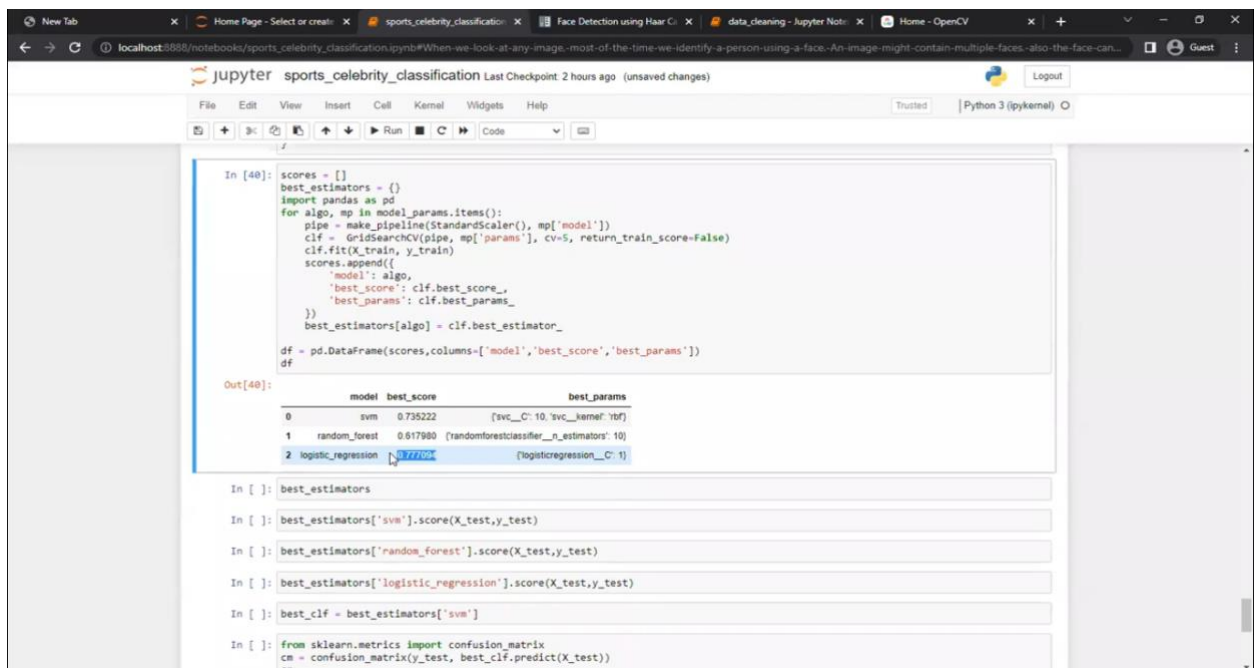 New Tab
Home Page - Select or create
sports_celebrity_classification
Face Detection using Haar Ca
data_cleaning - Jupyter Note
Home - OpenCV
localhost:8888/notebooks/sports_celebrity_classification.ipynb#When-we-look-at-any-image,-most-of-the-time-we-identify-a-person-using-a-face.-An-image-might-contain-multiple-faces,-also-the-face-can...
Guest
jupyter sports_celebrity_classification Last Checkpoint: 2 hours ago (unsaved changes)
Logout
File Edit View Insert Cell Kernel Widgets Help
Trusted Python 3 (ipykernel)
Run Code
}
In [40]: scores = []
best_estimators = {}
import pandas as pd
for algo, mp in model_params.items():
pipe = make_pipeline(StandardScaler(), mp['model'])
clf = GridSearchCV(pipe, mp['params'], cv=5, return_train_score=False)
clf.fit(X_train, y_train)
scores.append({
'model': algo,
'best_score': clf.best_score_,
'best_params': clf.best_params_
})
best_estimators[algo] = clf.best_estimator_
df = pd.DataFrame(scores,columns=['model','best_score','best_params'])
df
Out[40]:
model best_score best_params
0 svm 0.735222 {'svc__C': 10, 'svc__kernel': 'rbf'}
1 random_forest 0.617980 {'randomforestclassifier__n_estimators': 10}
2 logistic_regression 0.777094 {'logisticregression__C': 1}
In [ ]: best_estimators
In [ ]: best_estimators['svm'].score(X_test,y_test)
In [ ]: best_estimators['random_forest'].score(X_test,y_test)
In [ ]: best_estimators['logistic_regression'].score(X_test,y_test)
In [ ]: best_clf = best_estimators['svm']
In [ ]: from sklearn.metrics import confusion_matrix
cm = confusion_matrix(y_test, best_clf.predict(X_test))